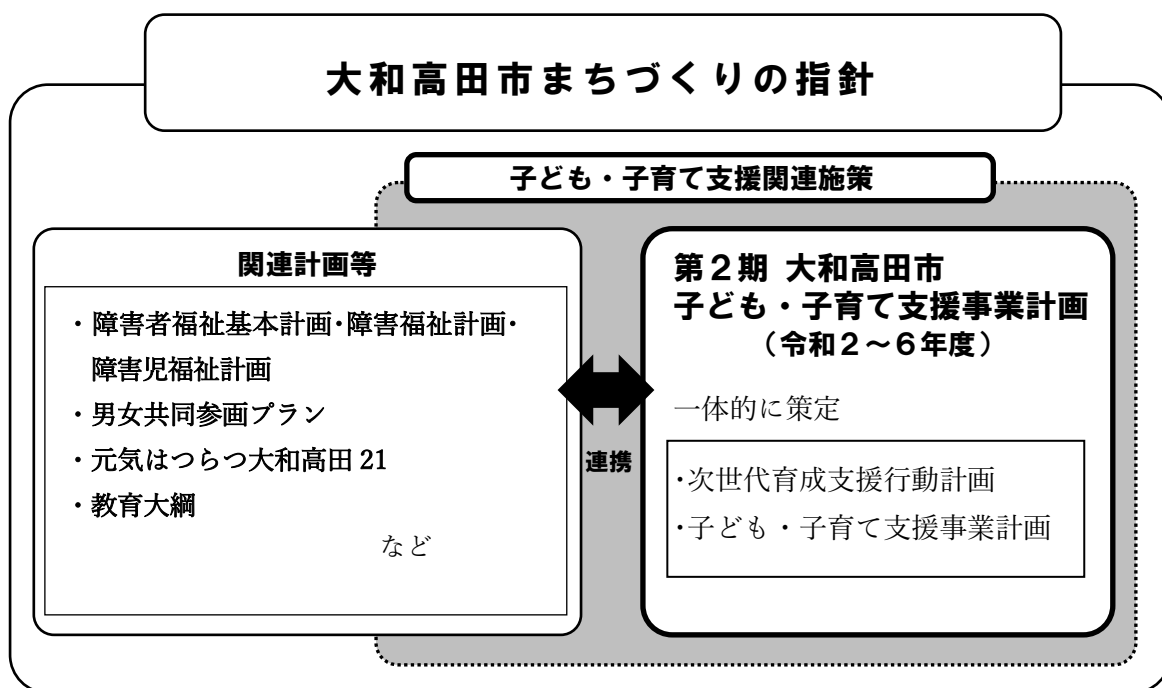 大和高田市まちづくりの指針
子ども・子育て支援関連施策
関連計画等
・障害者福祉基本計画・障害福祉計画・
障害児福祉計画
・男女共同参画プラン
・元気はつらつ大和高田 21
・教育大綱
など
連携
第２期 大和高田市
子ども・子育て支援事業計画
（令和２～６年度）
一体的に策定
・次世代育成支援行動計画
・子ども・子育て支援事業計画